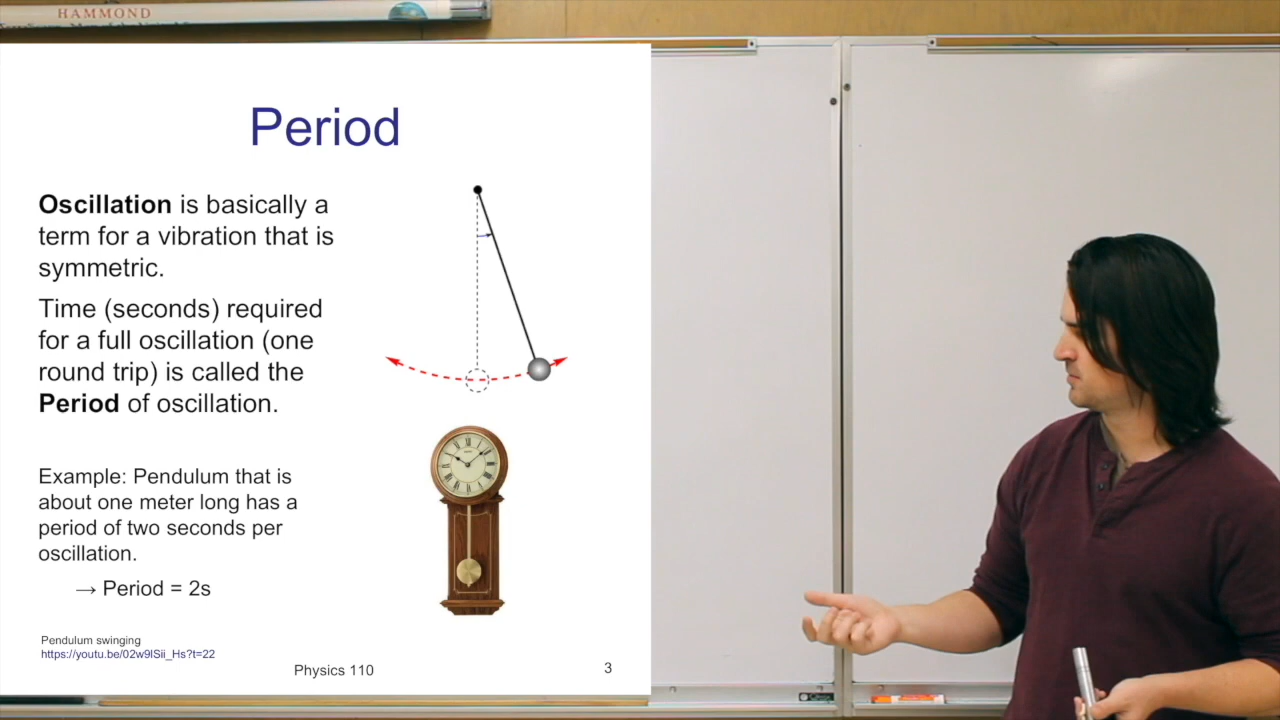 HAMMOND
Period
Oscillation is basically a
term for a vibration that is
symmetric.
Time (seconds) required
for a full oscillation (one
round trip) is called the
Period of oscillation.
Example: Pendulum that is
about one meter long has a
period of two seconds per
oscillation.
→ Period = 2s
Pendulum swinging
https://youtu.be/02w9lSii_Hs?t=22
Physics 110
3